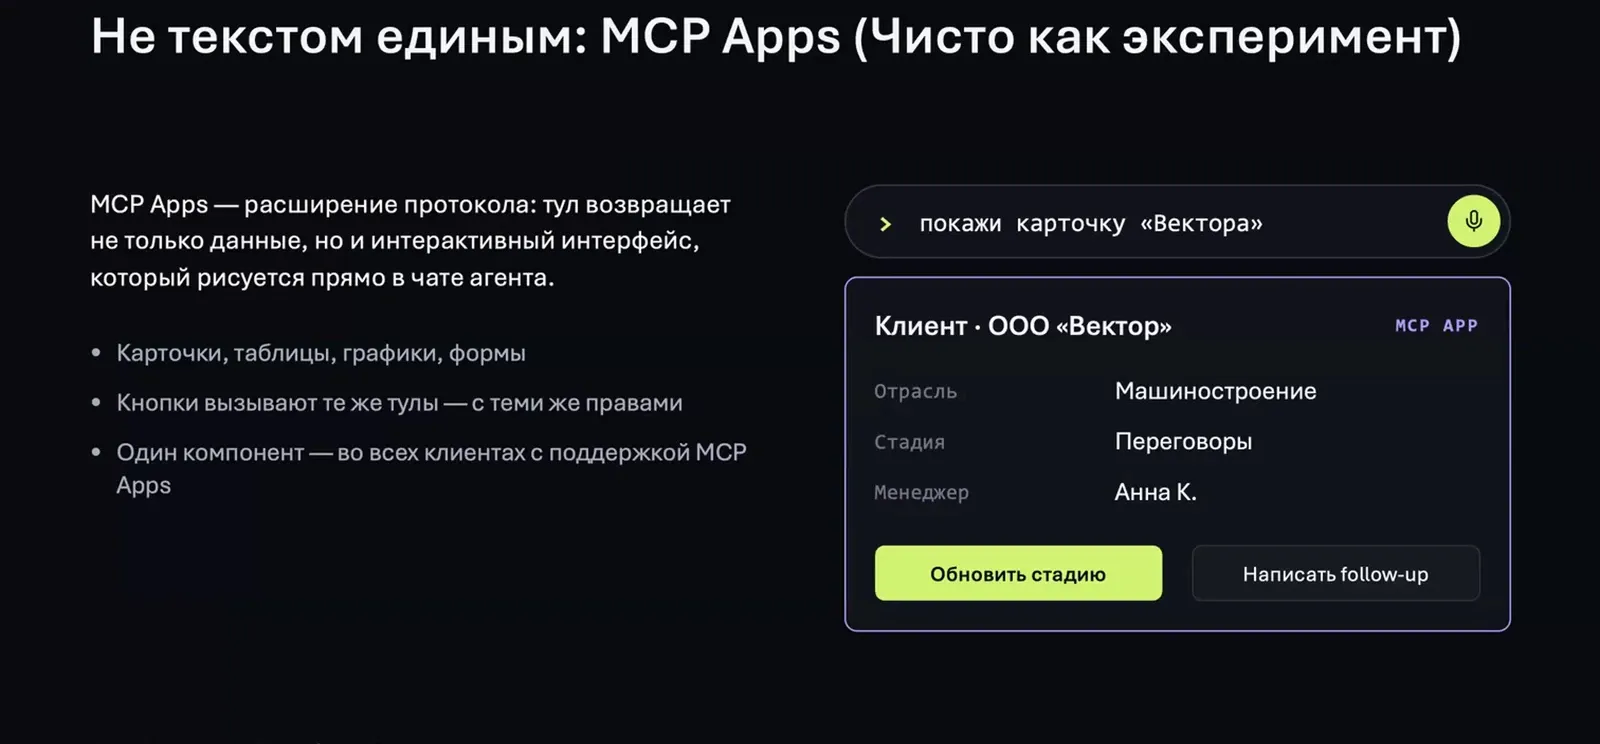 Не текстом единым: MCP Apps (Чисто как эксперимент)
MCP Apps — расширение протокола: тул возвращает
не только данные, но и интерактивный интерфейс,
который рисуется прямо в чате агента.
• Карточки, таблицы, графики, формы
• Кнопки вызывают те же тулы — с теми же правами
• Один компонент — во всех клиентах с поддержкой MCP
Apps
> покажи карточку «Вектора»
Клиент · ООО «Вектор» MCP APP
Отрасль Машиностроение
Стадия Переговоры
Менеджер Анна К.
Обновить стадию Написать follow-up